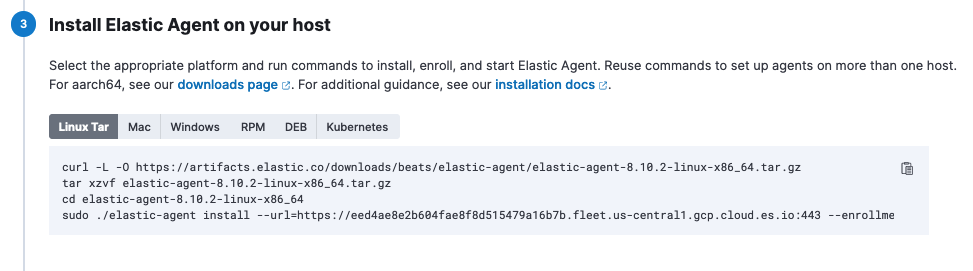 3
Install Elastic Agent on your host
Select the appropriate platform and run commands to install, enroll, and start Elastic Agent. Reuse commands to set up agents on more than one host.
For aarch64, see our downloads page. For additional guidance, see our installation docs.
Linux Tar Mac Windows RPM DEB Kubernetes
curl -L -O https://artifacts.elastic.co/downloads/beats/elastic-agent/elastic-agent-8.10.2-linux-x86_64.tar.gz
tar xzvf elastic-agent-8.10.2-linux-x86_64.tar.gz
cd elastic-agent-8.10.2-linux-x86_64
sudo ./elastic-agent install --url=https://eed4ae8e2b604fae8f8d515479a16b7b.fleet.us-central1.gcp.cloud.es.io:443 --enrollme